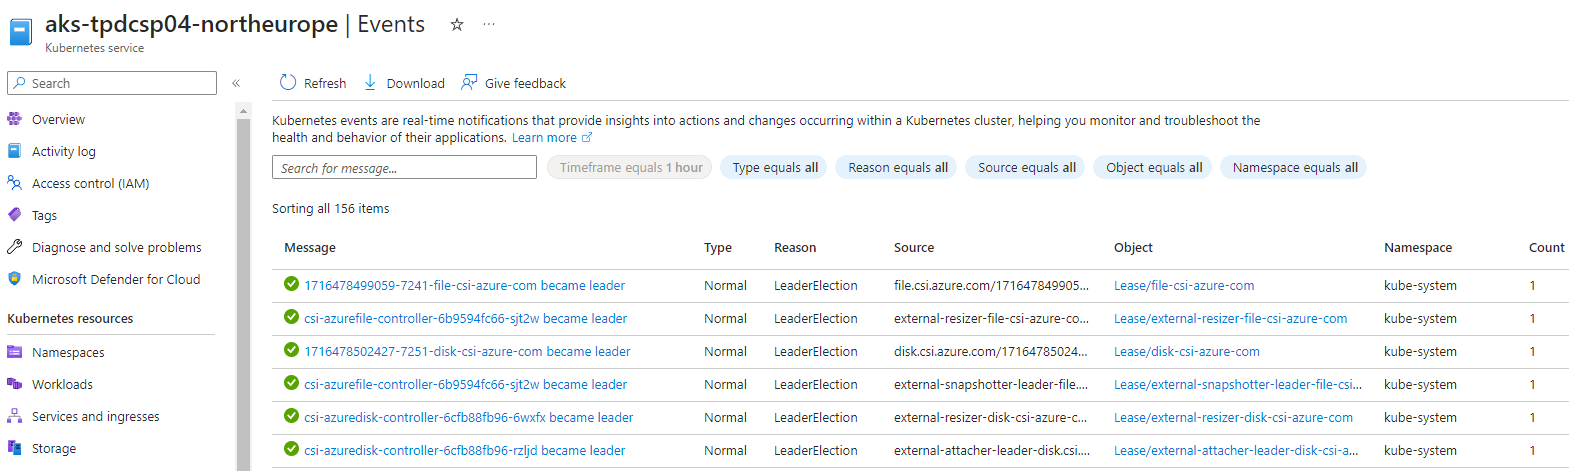 aks-tpdcsp04-northeurope | Events
Kubernetes service
Search
Refresh
Download
Give feedback
Overview
Activity log
Access control (IAM)
Tags
Diagnose and solve problems
Microsoft Defender for Cloud
Kubernetes resources
Namespaces
Workloads
Services and ingresses
Storage
Kubernetes events are real-time notifications that provide insights into actions and changes occurring within a Kubernetes cluster, helping you monitor and troubleshoot the
health and behavior of their applications. Learn more
Search for message...
Timeframe equals 1 hour
Type equals all
Reason equals all
Source equals all
Object equals all
Namespace equals all
Sorting all 156 items
Message Type Reason Source Object Namespace Count
1716478499059-7241-file-csi-azure-com became leader Normal LeaderElection file.csi.azure.com/171647849905... Lease/file-csi-azure-com kube-system 1
csi-azurefile-controller-6b9594fc66-sjt2w became leader Normal LeaderElection external-resizer-file-csi-azure-co... Lease/external-resizer-file-csi-azure-com kube-system 1
1716478502427-7251-disk-csi-azure-com became leader Normal LeaderElection disk.csi.azure.com/17164785024... Lease/disk-csi-azure-com kube-system 1
csi-azurefile-controller-6b9594fc66-sjt2w became leader Normal LeaderElection external-snapshotter-leader-file.... Lease/external-snapshotter-leader-file-csi... kube-system 1
csi-azuredisk-controller-6cfb88fb96-6wxfx became leader Normal LeaderElection external-resizer-disk-csi-azure-c... Lease/external-resizer-disk-csi-azure-com kube-system 1
csi-azuredisk-controller-6cfb88fb96-rzljd became leader Normal LeaderElection external-attacher-leader-disk.csi.... Lease/external-attacher-leader-disk-csi-a... kube-system 1